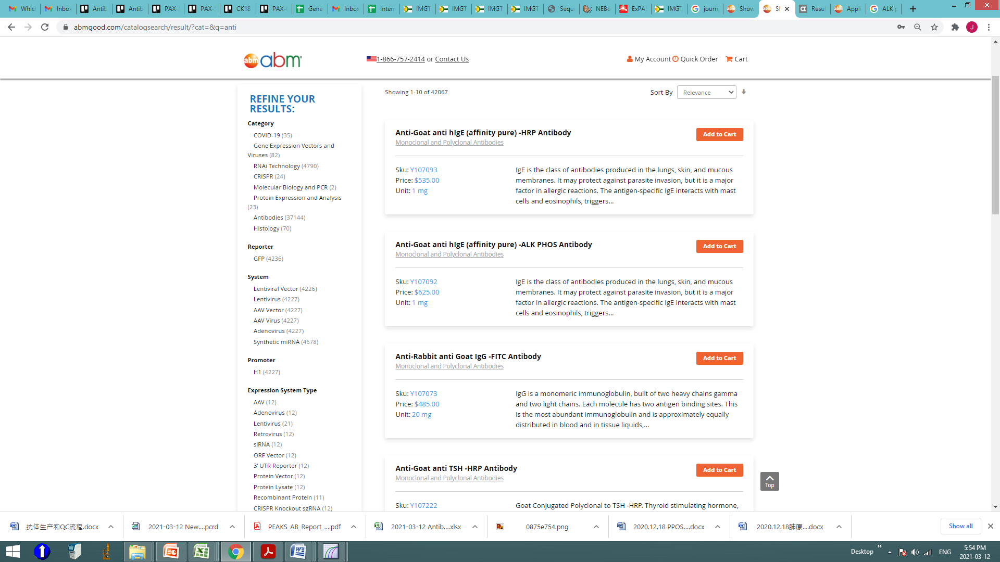 Whicl
Inbox
Antib
Antib
PAX-
PAX-
CK18
PAX-
Gene
Inbox
Inter
IMGT
IMGT
IMGT
IMGT
Sequ
NEBc
ExPA
IMGT
journ
Show
Sl
Resul
Appli
ALK
abmgood.com/catalogsearch/result/?cat=&q=anti
J
abm abm
1-866-757-2414 or Contact Us
My Account Quick Order Cart
REFINE YOUR
RESULTS:
Category
COVID-19 (35)
Gene Expression Vectors and
Viruses (82)
RNAi Technology (4790)
CRISPR (24)
Molecular Biology and PCR (2)
Protein Expression and Analysis
(23)
Antibodies (37144)
Histology (70)
Reporter
GFP (4236)
System
Lentiviral Vector (4226)
Lentivirus (4227)
AAV Vector (4227)
AAV Virus (4227)
Adenovirus (4227)
Synthetic miRNA (4678)
Promoter
H1 (4227)
Expression System Type
AAV (12)
Adenovirus (12)
Lentivirus (21)
Retrovirus (12)
siRNA (12)
ORF Vector (12)
3' UTR Reporter (12)
Protein Vector (12)
Protein Lysate (12)
Recombinant Protein (11)
CRISPR Knockout sgRNA (12)
Showing 1-10 of 42067
Sort By Relevance
Anti-Goat anti hIgE (affinity pure) -HRP Antibody
Add to Cart
Monoclonal and Polyclonal Antibodies
Sku: Y107093
Price: $535.00
Unit: 1 mg
IgE is the class of antibodies produced in the lungs, skin, and mucous
membranes. It may protect against parasite invasion, but it is a major
factor in allergic reactions. The antigen-specific IgE interacts with mast
cells and eosinophils, triggers...
Anti-Goat anti hIgE (affinity pure) -ALK PHOS Antibody
Add to Cart
Monoclonal and Polyclonal Antibodies
Sku: Y107092
Price: $625.00
Unit: 1 mg
IgE is the class of antibodies produced in the lungs, skin, and mucous
membranes. It may protect against parasite invasion, but it is a major
factor in allergic reactions. The antigen-specific IgE interacts with mast
cells and eosinophils, triggers...
Anti-Rabbit anti Goat IgG -FITC Antibody
Add to Cart
Monoclonal and Polyclonal Antibodies
Sku: Y107073
Price: $485.00
Unit: 20 mg
IgG is a monomeric immunoglobulin, built of two heavy chains gamma
and two light chains. Each molecule has two antigen binding sites. This
is the most abundant immunoglobulin and is approximately equally
distributed in blood and in tissue liquids,...
Anti-Goat anti TSH -HRP Antibody
Add to Cart
Monoclonal and Polyclonal Antibodies
Sku: Y107222
Goat Conjugated Polyclonal to TSH -HRP. Thyroid stimulating hormone,
Top
抗体生产和QC流程.docx
2021-03-12 New....pcrd
PEAKS_AB_Report_....pdf
2021-03-12 Antib....xlsx
0875e754.png
2020.12.18 PPOS....docx
2020.12.18肺原....docx
Show all
Desktop
ENG
5:54 PM
2021-03-12